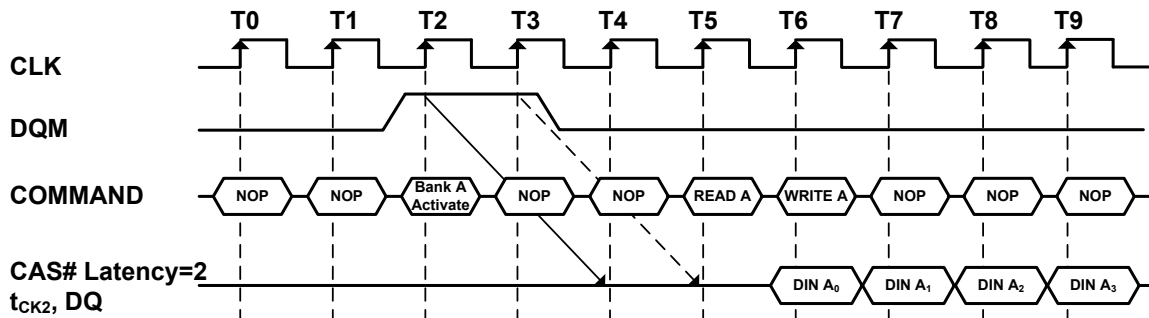 T0 T1 T2 T3 T4 T5 T6 T7 T8 T9
CLK
DQM
COMMAND NOP NOP Bank A Activate NOP NOP READ A WRITE A NOP NOP NOP
CAS# Latency=2
tCK2, DQ DIN A0 DIN A1 DIN A2 DIN A3